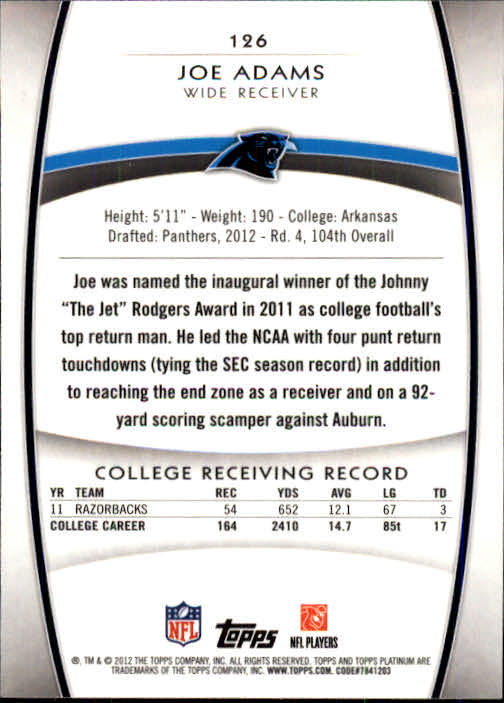 126
JOE ADAMS
WIDE RECEIVER
Height: 5'11" - Weight: 190 - College: Arkansas
Drafted: Panthers, 2012 - Rd. 4, 104th Overall
Joe was named the inaugural winner of the Johnny
"The Jet" Rodgers Award in 2011 as college football's
top return man. He led the NCAA with four punt return
touchdowns (tying the SEC season record) in addition
to reaching the end zone as a receiver and on a 92-
yard scoring scamper against Auburn.
COLLEGE RECEIVING RECORD
YR TEAM REC YDS AVG LG TD
11 RAZORBACKS 54 652 12.1 67 3
COLLEGE CAREER 164 2410 14.7 85t 17
NFL Topps NFL PLAYERS
®, TM & © 2012 THE TOPPS COMPANY, INC. ALL RIGHTS RESERVED. TOPPS AND TOPPS PLATINUM ARE
TRADEMARKS OF THE TOPPS COMPANY, INC. WWW.TOPPS.COM. CODE#7841203